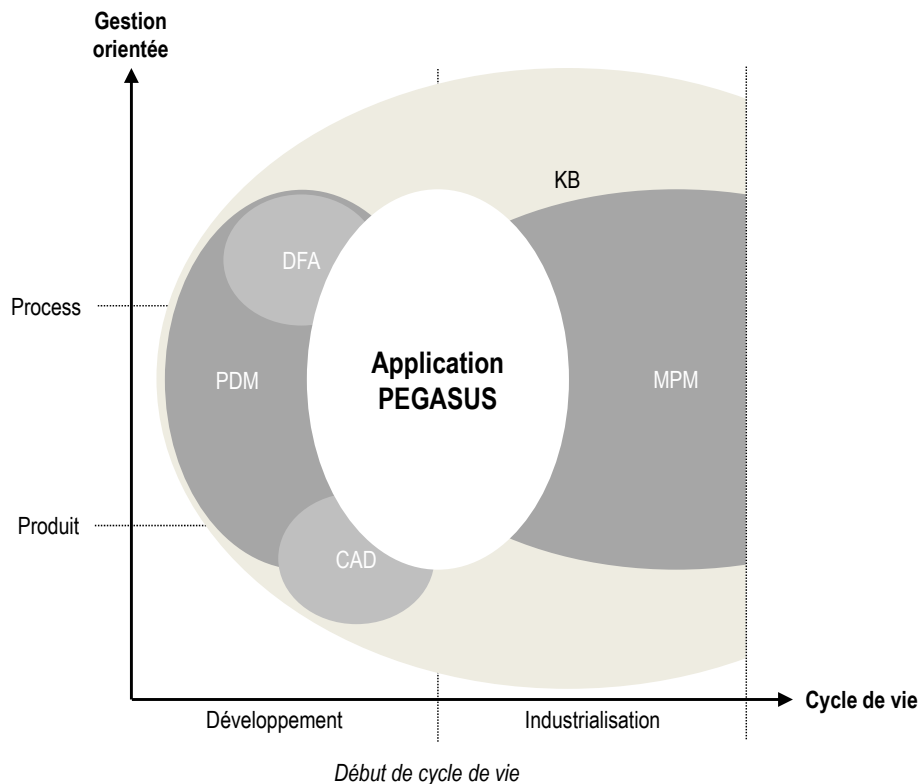 Gestion
orientée
KB
DFA
Process
Application
PEGASUS
PDM
MPM
Produit
CAD
Cycle de vie
Développement
Industrialisation
Début de cycle de vie